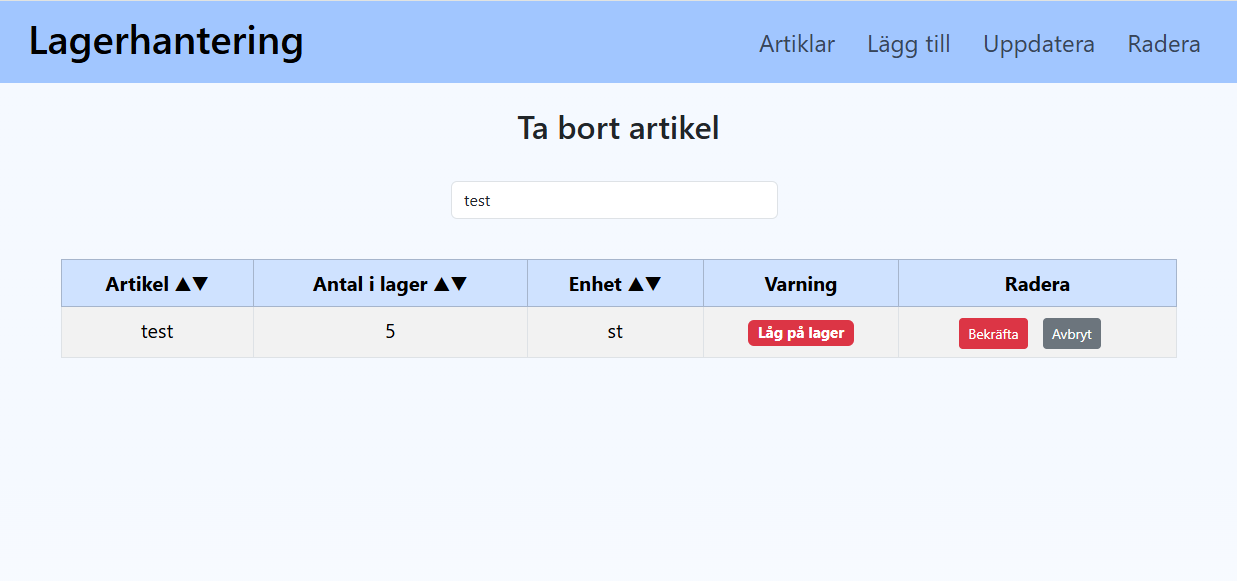 Lagerhantering Artiklar Lägg till Uppdatera Radera
Ta bort artikel
test
Artikel ▲▼ Antal i lager ▲▼ Enhet ▲▼ Varning Radera
test 5 st Låg på lager Bekräfta Avbryt